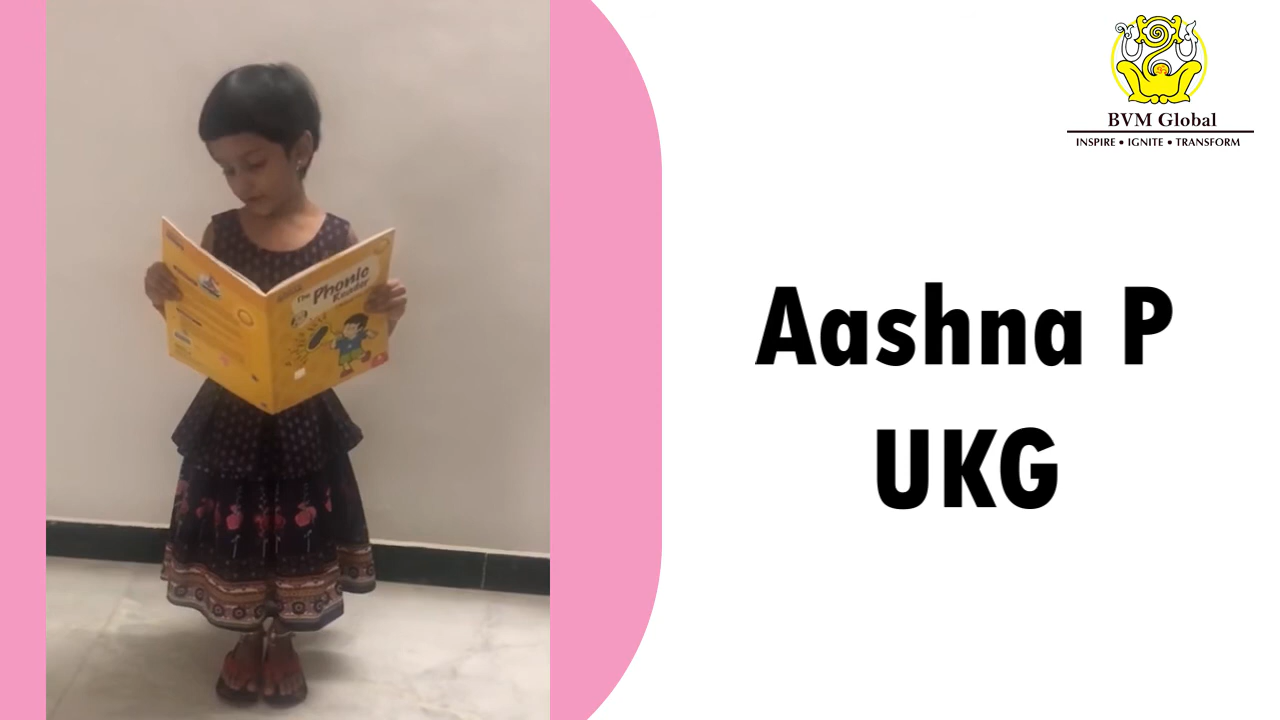 BVM Global
INSPIRE • IGNITE • TRANSFORM
The Phonic
Reader
Aashna P
UKG